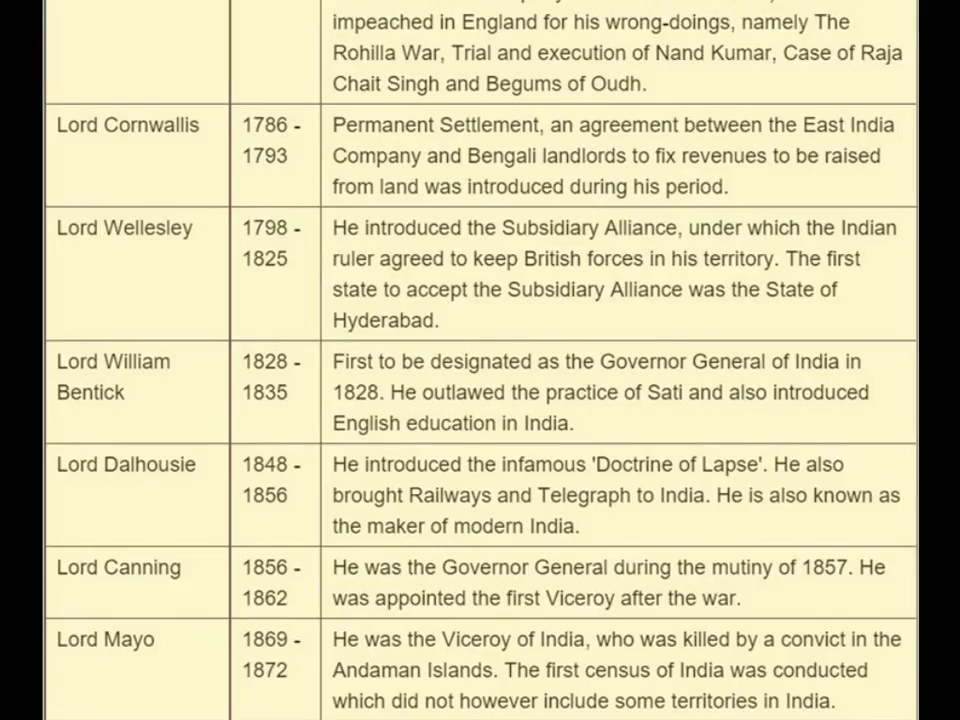 impeached in England for his wrong-doings, namely The
Rohilla War, Trial and execution of Nand Kumar, Case of Raja
Chait Singh and Begums of Oudh.
Lord Cornwallis
1786 -
1793
Permanent Settlement, an agreement between the East India
Company and Bengali landlords to fix revenues to be raised
from land was introduced during his period.
Lord Wellesley
1798 -
1825
He introduced the Subsidiary Alliance, under which the Indian
ruler agreed to keep British forces in his territory. The first
state to accept the Subsidiary Alliance was the State of
Hyderabad.
Lord William
Bentick
1828 -
1835
First to be designated as the Governor General of India in
1828. He outlawed the practice of Sati and also introduced
English education in India.
Lord Dalhousie
1848 -
1856
He introduced the infamous 'Doctrine of Lapse'. He also
brought Railways and Telegraph to India. He is also known as
the maker of modern India.
Lord Canning
1856 -
1862
He was the Governor General during the mutiny of 1857. He
was appointed the first Viceroy after the war.
Lord Mayo
1869 -
1872
He was the Viceroy of India, who was killed by a convict in the
Andaman Islands. The first census of India was conducted
which did not however include some territories in India.